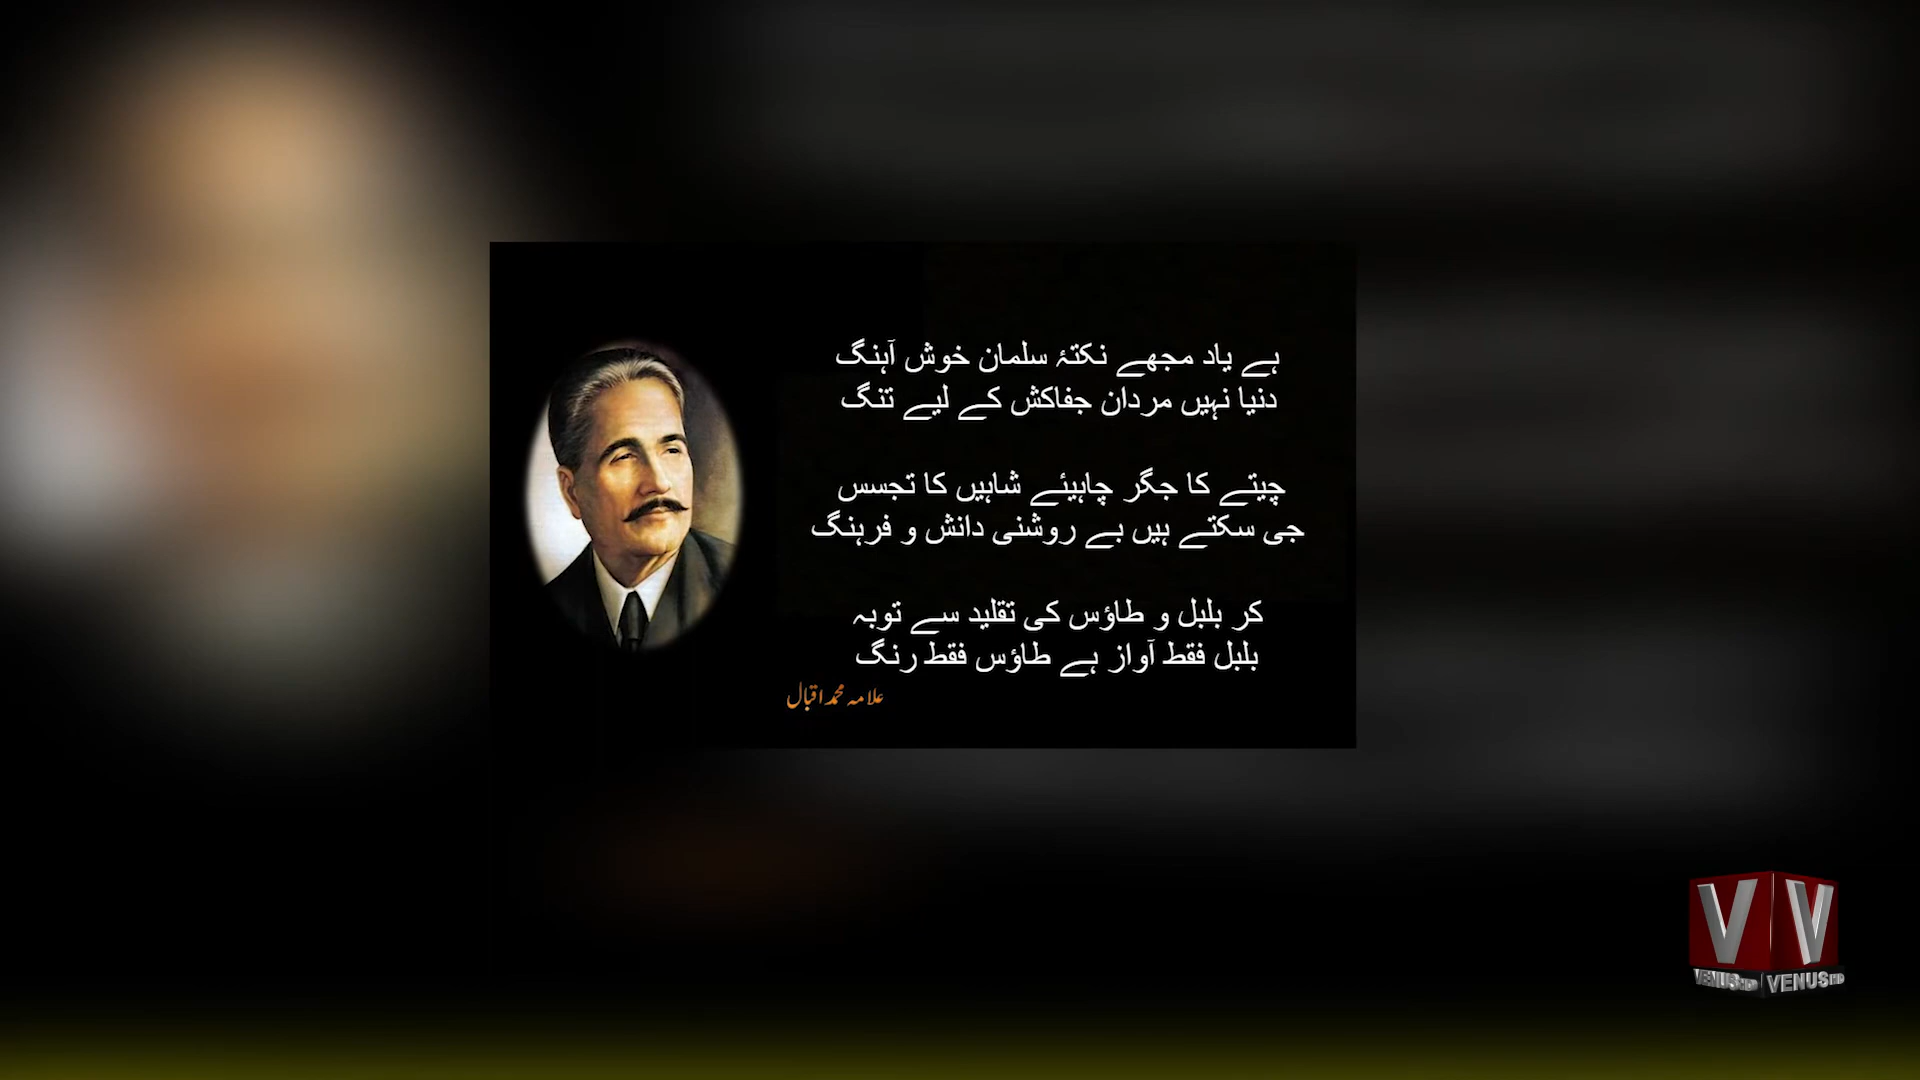 ہے یاد مجھے نکتۂ سلمان خوش آہنگ
دنیا نہیں مردان جفاکش کے لیے تنگ
چیتے کا جگر چاہیئے شاہیں کا تجسس
جی سکتے ہیں بے روشنی دانش و فرہنگ
کر بلبل و طاؤس کی تقلید سے توبہ
بلبل فقط آواز ہے طاؤس فقط رنگ
علامہ محمد اقبال
V V
VENUS HD VENUS HD